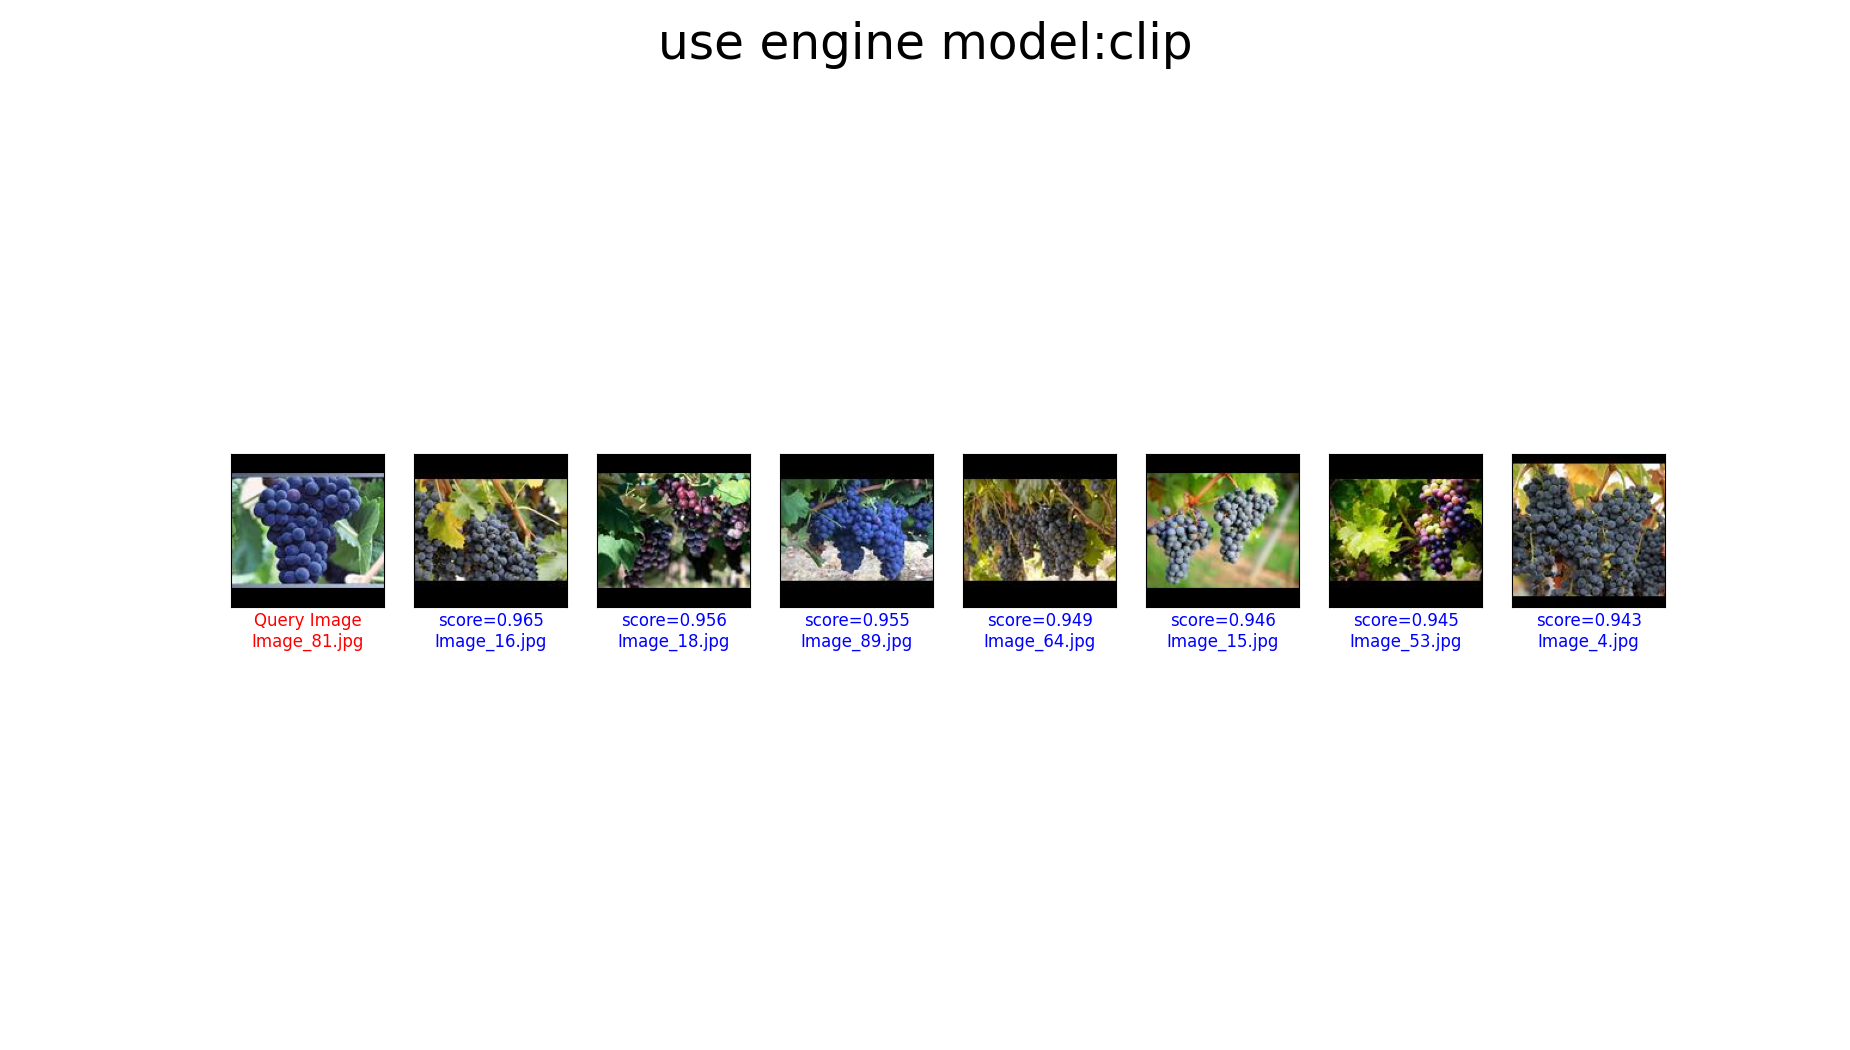 use engine model:clip
Query Image
Image_81.jpg
score=0.965
Image_16.jpg
score=0.956
Image_18.jpg
score=0.955
Image_89.jpg
score=0.949
Image_64.jpg
score=0.946
Image_15.jpg
score=0.945
Image_53.jpg
score=0.943
Image_4.jpg